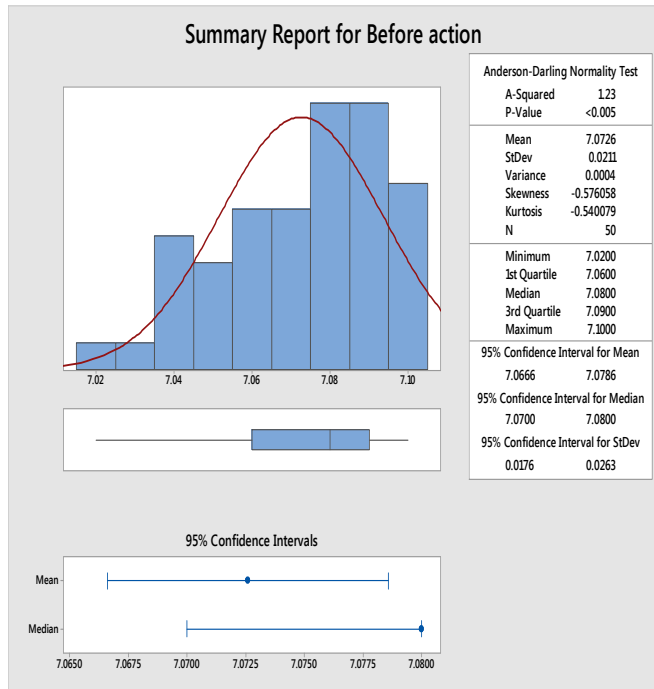 Summary Report for Before action
Anderson-Darling Normality Test
A-Squared 1.23
P-Value <0.005
Mean 7.0726
StDev 0.0211
Variance 0.0004
Skewness -0.576058
Kurtosis -0.540079
N 50
Minimum 7.0200
1st Quartile 7.0600
Median 7.0800
3rd Quartile 7.0900
Maximum 7.1000
95% Confidence Interval for Mean
7.0666 7.0786
95% Confidence Interval for Median
7.0700 7.0800
95% Confidence Interval for StDev
0.0176 0.0263
7.02 7.04 7.06 7.08 7.10
95% Confidence Intervals
Mean
Median
7.0650 7.0675 7.0700 7.0725 7.0750 7.0775 7.0800